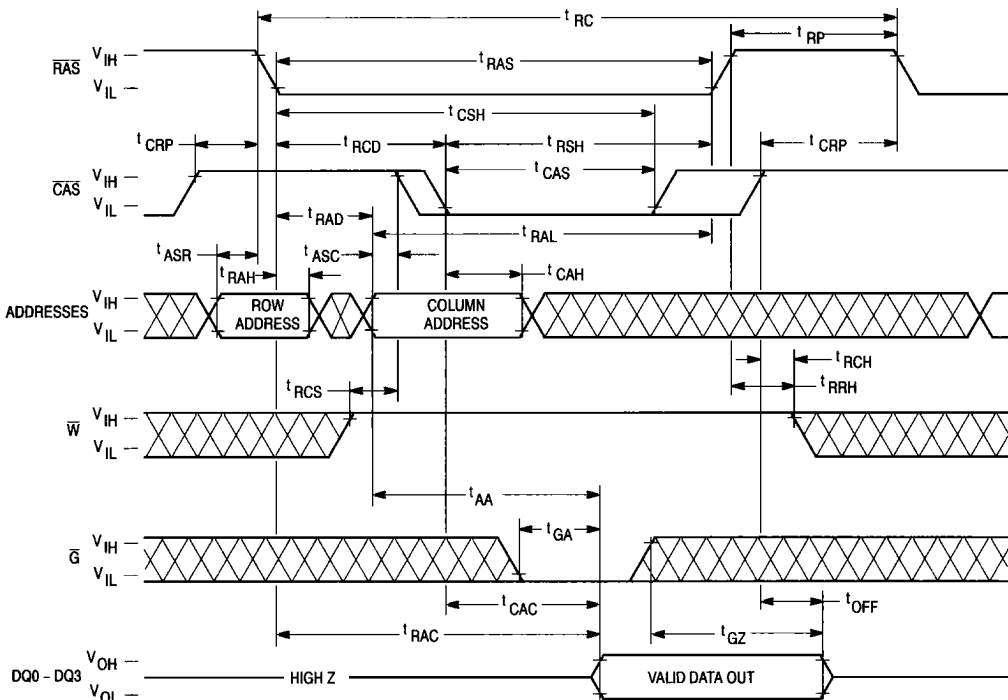 t RC
t RP
RAS V IH
t RAS
V IL
t CSH
t CRP t RCD t RSH t CRP
t CAS
CAS V IH
V IL
t RAD
t RAL
t ASR t ASC
t RAH t CAH
ADDRESSES V IH
ROW ADDRESS
COLUMN ADDRESS
V IL
t RCH
t RCS t RRH
W V IH
V IL
t AA
t GA
G V IH
V IL
t CAC t OFF
t RAC t GZ
DQ0 – DQ3 V OH
HIGH Z VALID DATA OUT
V OL